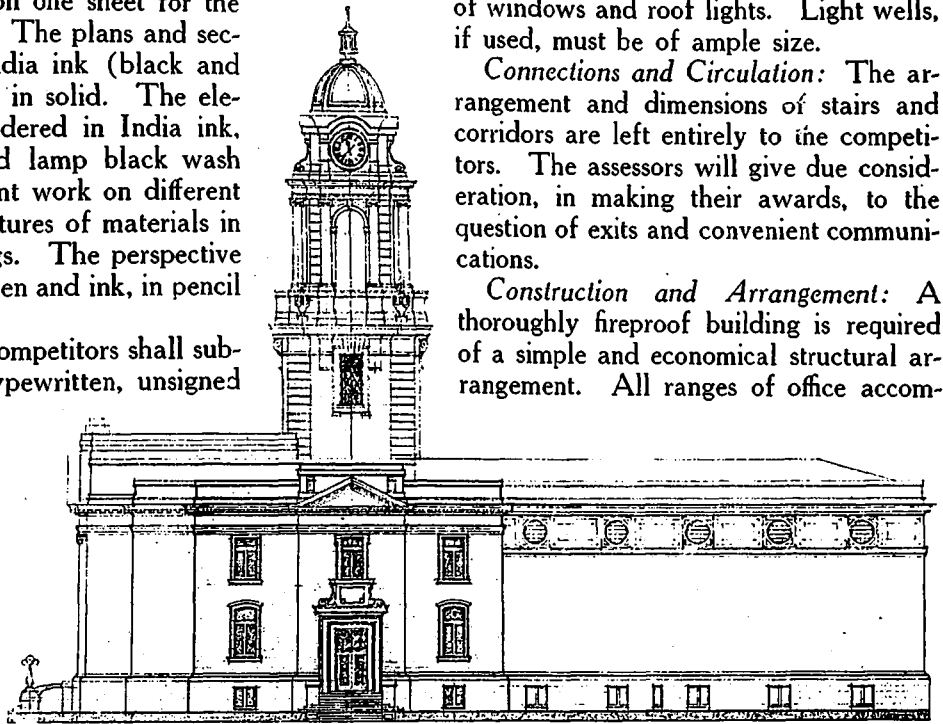 on one sheet for the
The plans and sec-
dia ink (black and
in solid. The ele-
dered in India ink,
d lamp black wash
nt work on different
tures of materials in
gs. The perspective
en and ink, in pencil
ompetitors shall sub-
ypewritten, unsigned
of windows and roof lights. Light wells,
if used, must be of ample size.
Connections and Circulation: The ar-
rangement and dimensions of stairs and
corridors are left entirely to the competi-
tors. The assessors will give due consid-
eration, in making their awards, to the
question of exits and convenient communi-
cations.
Construction and Arrangement: A
thoroughly fireproof building is required
of a simple and economical structural ar-
rangement. All ranges of office accom-